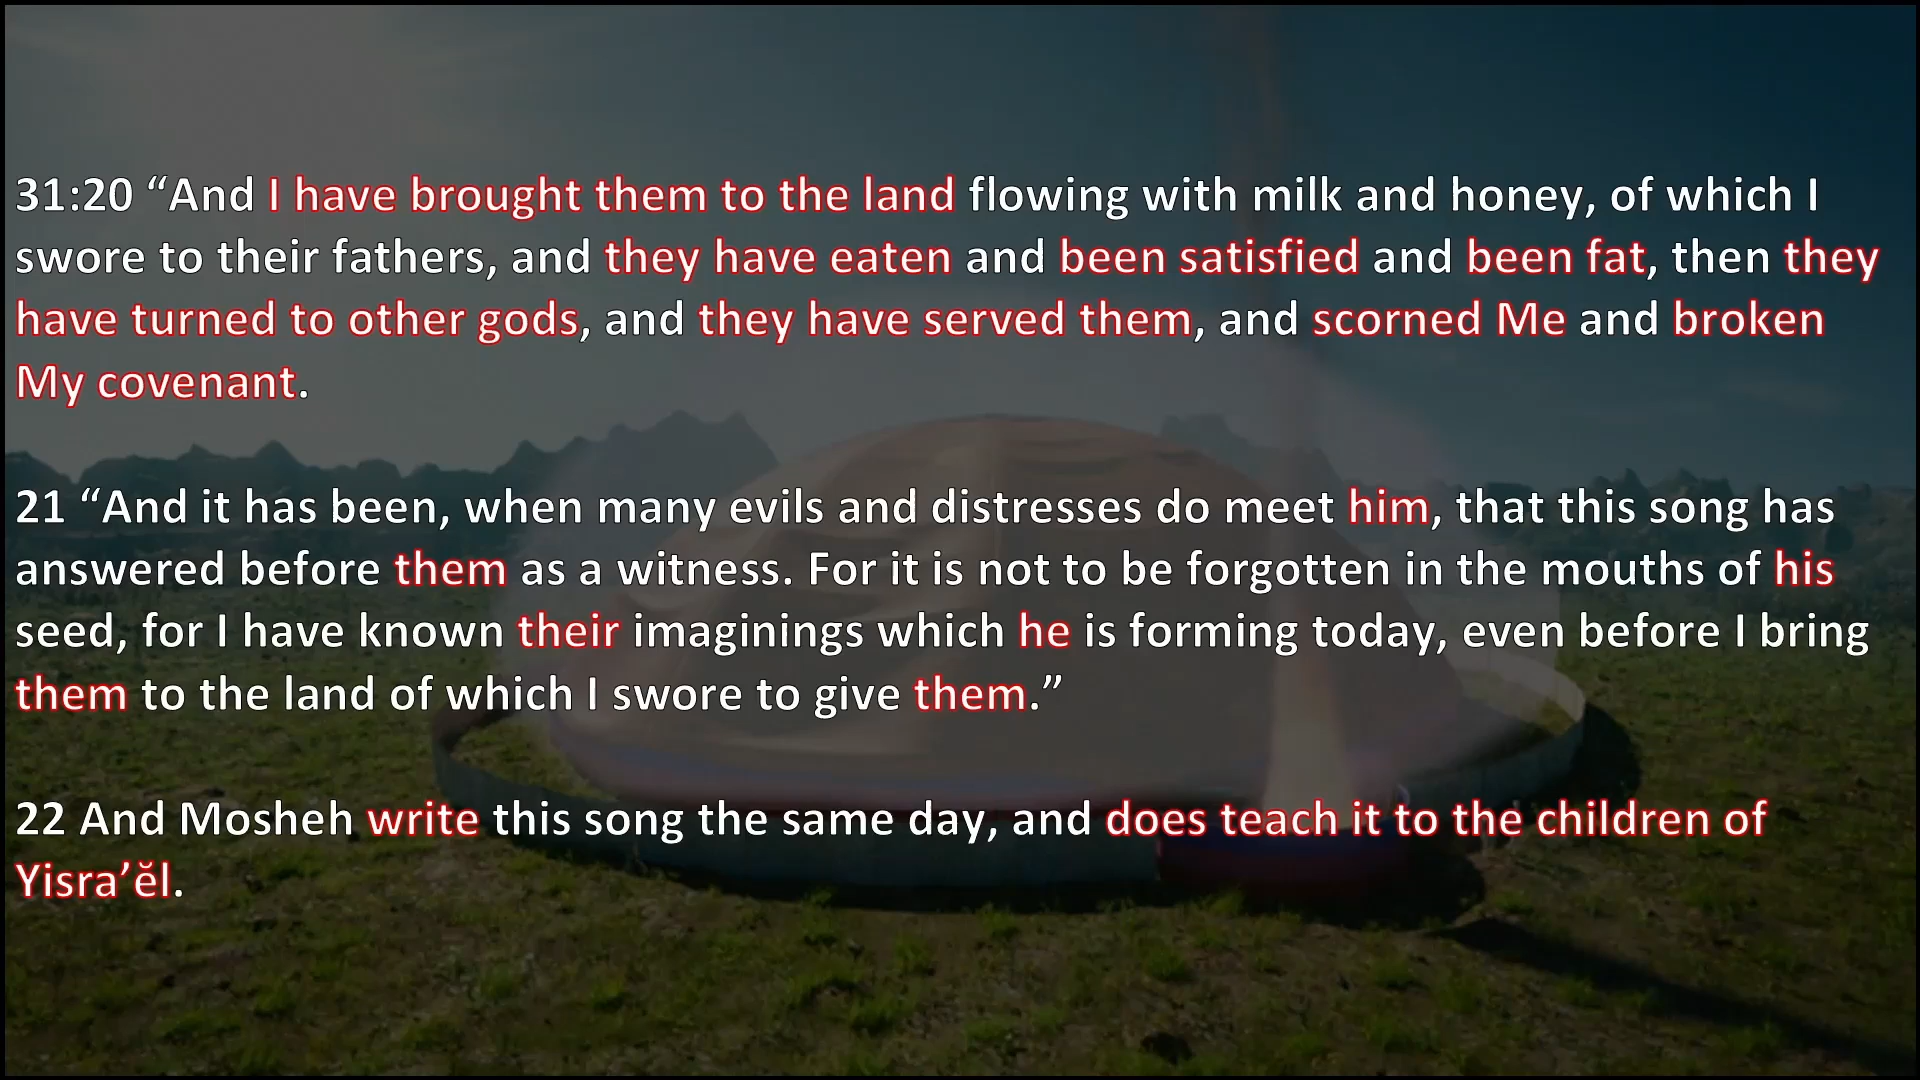 31:20 “And I have brought them to the land flowing with milk and honey, of which I
swore to their fathers, and they have eaten and been satisfied and been fat, then they
have turned to other gods, and they have served them, and scorned Me and broken
My covenant.
21 “And it has been, when many evils and distresses do meet him, that this song has
answered before them as a witness. For it is not to be forgotten in the mouths of his
seed, for I have known their imaginings which he is forming today, even before I bring
them to the land of which I swore to give them.”
22 And Mosheh write this song the same day, and does teach it to the children of
Yisra’ĕl.